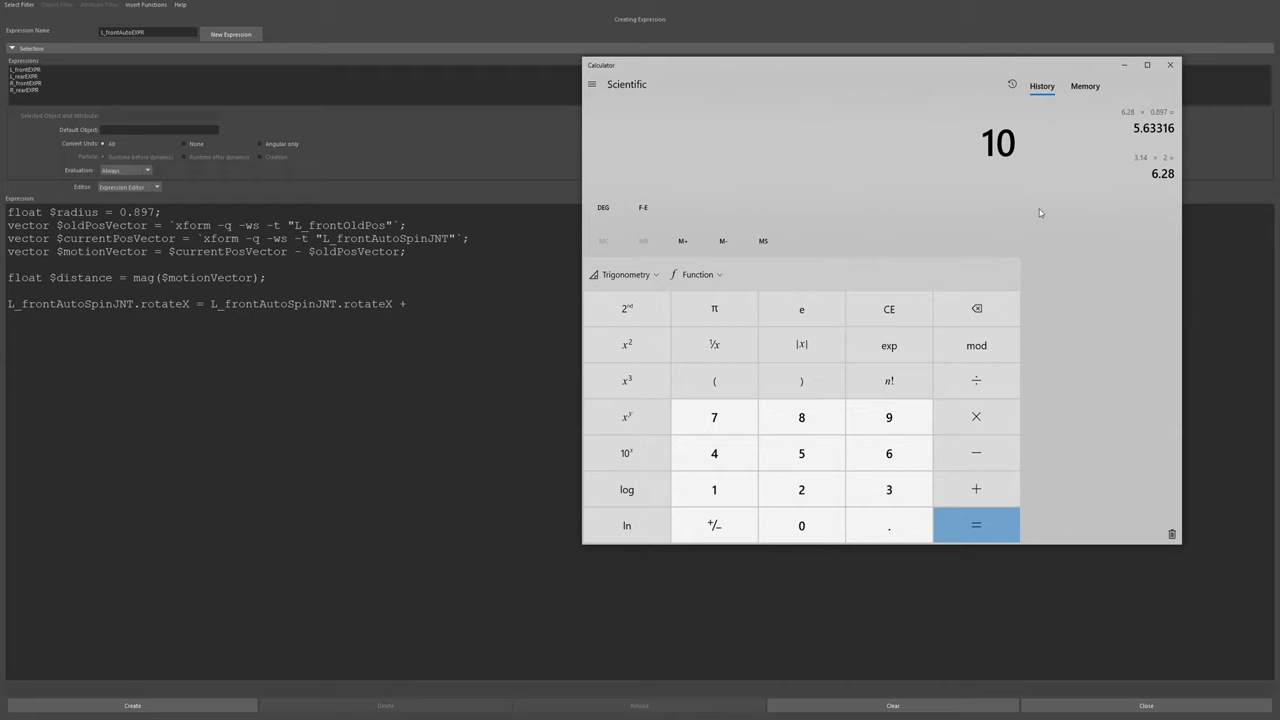 Select Filter Object Filter Attribute Filter Insert Functions Help
Creating Expression
Expression Name L_frontAutoEXPR New Expression
Selection
Expressions
L_frontEXPR
L_rearEXPR
R_frontEXPR
R_rearEXPR
Selected Object and Attribute:
Default Object:
Convert Units: All None Angular only
Particle: Runtime before dynamics Runtime after dynamics Creation
Evaluation: Always
Editor: Expression Editor
Expression:
float $radius = 0.897;
vector $oldPosVector = `xform -q -ws -t "L_frontOldPos"`;
vector $currentPosVector = `xform -q -ws -t "L_frontAutoSpinJNT"`;
vector $motionVector = $currentPosVector - $oldPosVector;
float $distance = mag($motionVector);
L_frontAutoSpinJNT.rotateX = L_frontAutoSpinJNT.rotateX +
Create Delete Reload Clear Close
Calculator
Scientific
History Memory
10
6.28 × 0.897 =
5.63316
3.14 × 2 =
6.28
DEG F-E
MC MR M+ M- MS
Trigonometry Function
2nd π e CE
x2 1/x |x| exp mod
x3 ( ) n! ÷
xy 7 8 9 ×
10x 4 5 6 −
log 1 2 3 +
ln +/− 0 . =